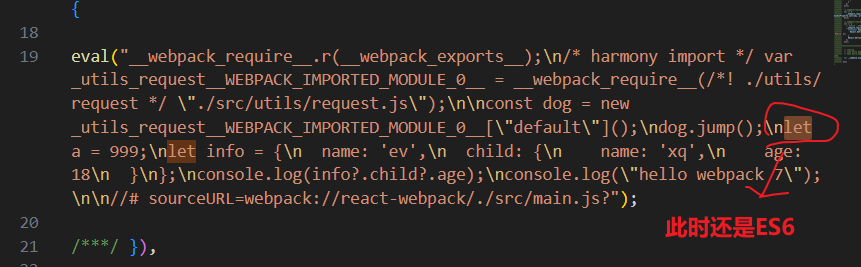 {
18
19 eval("__webpack_require__.r(__webpack_exports__);\n/* harmony import */ var
_utils_request__WEBPACK_IMPORTED_MODULE_0__ = __webpack_require__(/*! ./utils/
request */ \"./src/utils/request.js\");\n\nconst dog = new
_utils_request__WEBPACK_IMPORTED_MODULE_0__[\"default\"]();\ndog.jump();\nlet
a = 999;\nlet info = {\n  name: 'ev',\n  child: {\n    name: 'xq',\n    age:
18\n  }\n};\nconsole.log(info?.child?.age);\nconsole.log(\"hello webpack 7\");
\n\n//# sourceURL=webpack://react-webpack/./src/main.js?");
此时还是ES6
20
21 /***/ }),